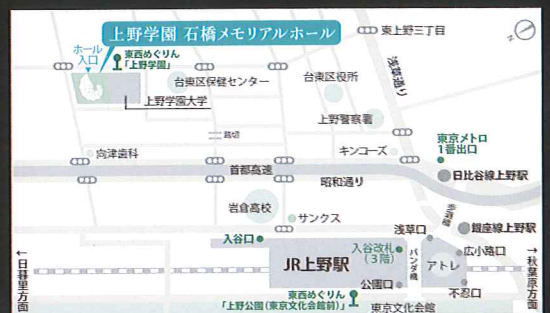 上野学園 石橋メモリアルホール
東上野三丁目
ホール
入口
東西めぐりん
「上野学園」
台東区保健センター
台東区役所
浅草通り
上野学園大学
上野警察署
踏切
東京メトロ
1番出口
向津歯科
キンコーズ
首都高速
昭和通り
日比谷線上野駅
岩倉高校
サンクス
歩道橋
浅草口
銀座線上野駅
入谷口
入谷改札
(3階)
JR上野駅
パンダ橋
アトレ
広小路口
←日暮里方面
→秋葉原方面
公園口
不忍口
東西めぐりん
「上野公園(東京文化会館前)」
東京文化会館
N